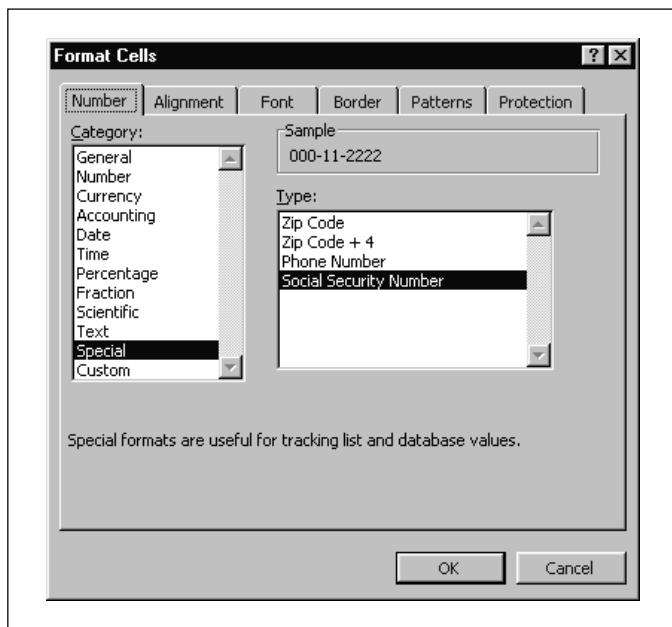 Format Cells
Number Alignment Font Border Patterns Protection
Category:
General
Number
Currency
Accounting
Date
Time
Percentage
Fraction
Scientific
Text
Special
Custom
Sample
000-11-2222
Type:
Zip Code
Zip Code + 4
Phone Number
Social Security Number
Special formats are useful for tracking list and database values.
OK Cancel